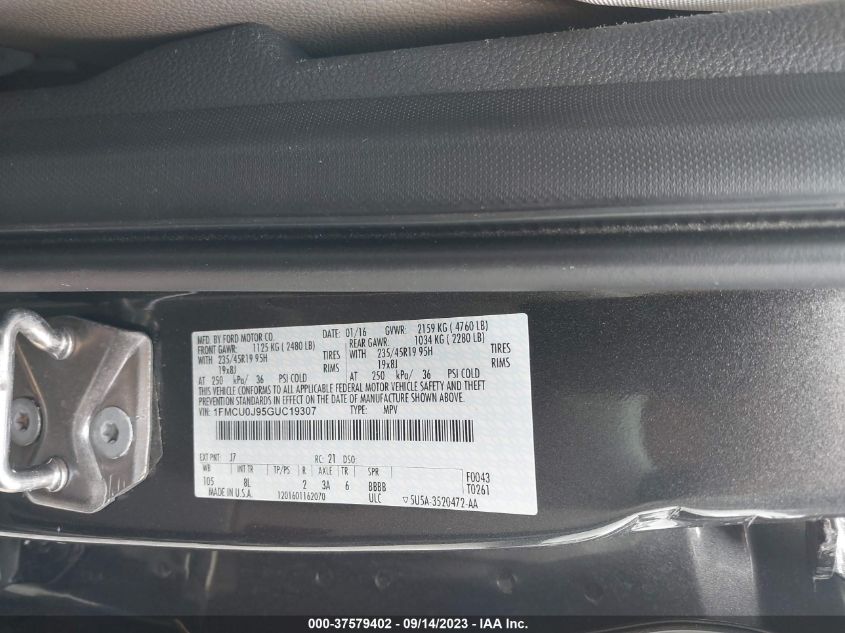 MFD. BY FORD MOTOR CO. DATE: 01/16 GVWR: 2159 KG ( 4760 LB)
FRONT GAWR: 1125 KG ( 2480 LB) REAR GAWR: 1034 KG ( 2280 LB)
WITH 235/45R19 95H TIRES WITH 235/45R19 95H TIRES
19x8J RIMS 19x8J RIMS
AT 250 kPa/ 36 PSI COLD AT 250 kPa/ 36 PSI COLD
THIS VEHICLE CONFORMS TO ALL APPLICABLE FEDERAL MOTOR VEHICLE SAFETY AND THEFT
PREVENTION STANDARDS IN EFFECT ON THE DATE OF MANUFACTURE SHOWN ABOVE.
VIN: 1FMCU0J95GUC19307 TYPE: MPV
EXT PNT: J7 RC: 21 DSO:
WB INT TR TP/PS R AXLE TR SPR F0043
105 8L 2 3A 6 BBBB T0261
MADE IN U.S.A. 1201601162070 ULC ▽5U5A-3520472-AA
000-37579402 - 09/14/2023 - IAA Inc.